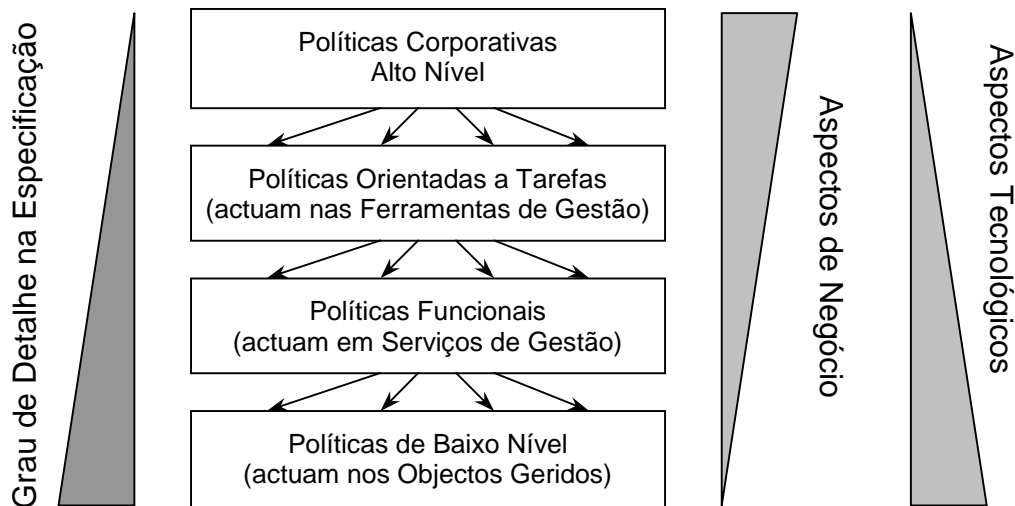 Grau de Detalhe na Especificação
Políticas Corporativas
Alto Nível
Políticas Orientadas a Tarefas
(actuam nas Ferramentas de Gestão)
Políticas Funcionais
(actuam em Serviços de Gestão)
Políticas de Baixo Nível
(actuam nos Objectos Geridos)
Aspectos de Negócio
Aspectos Tecnológicos